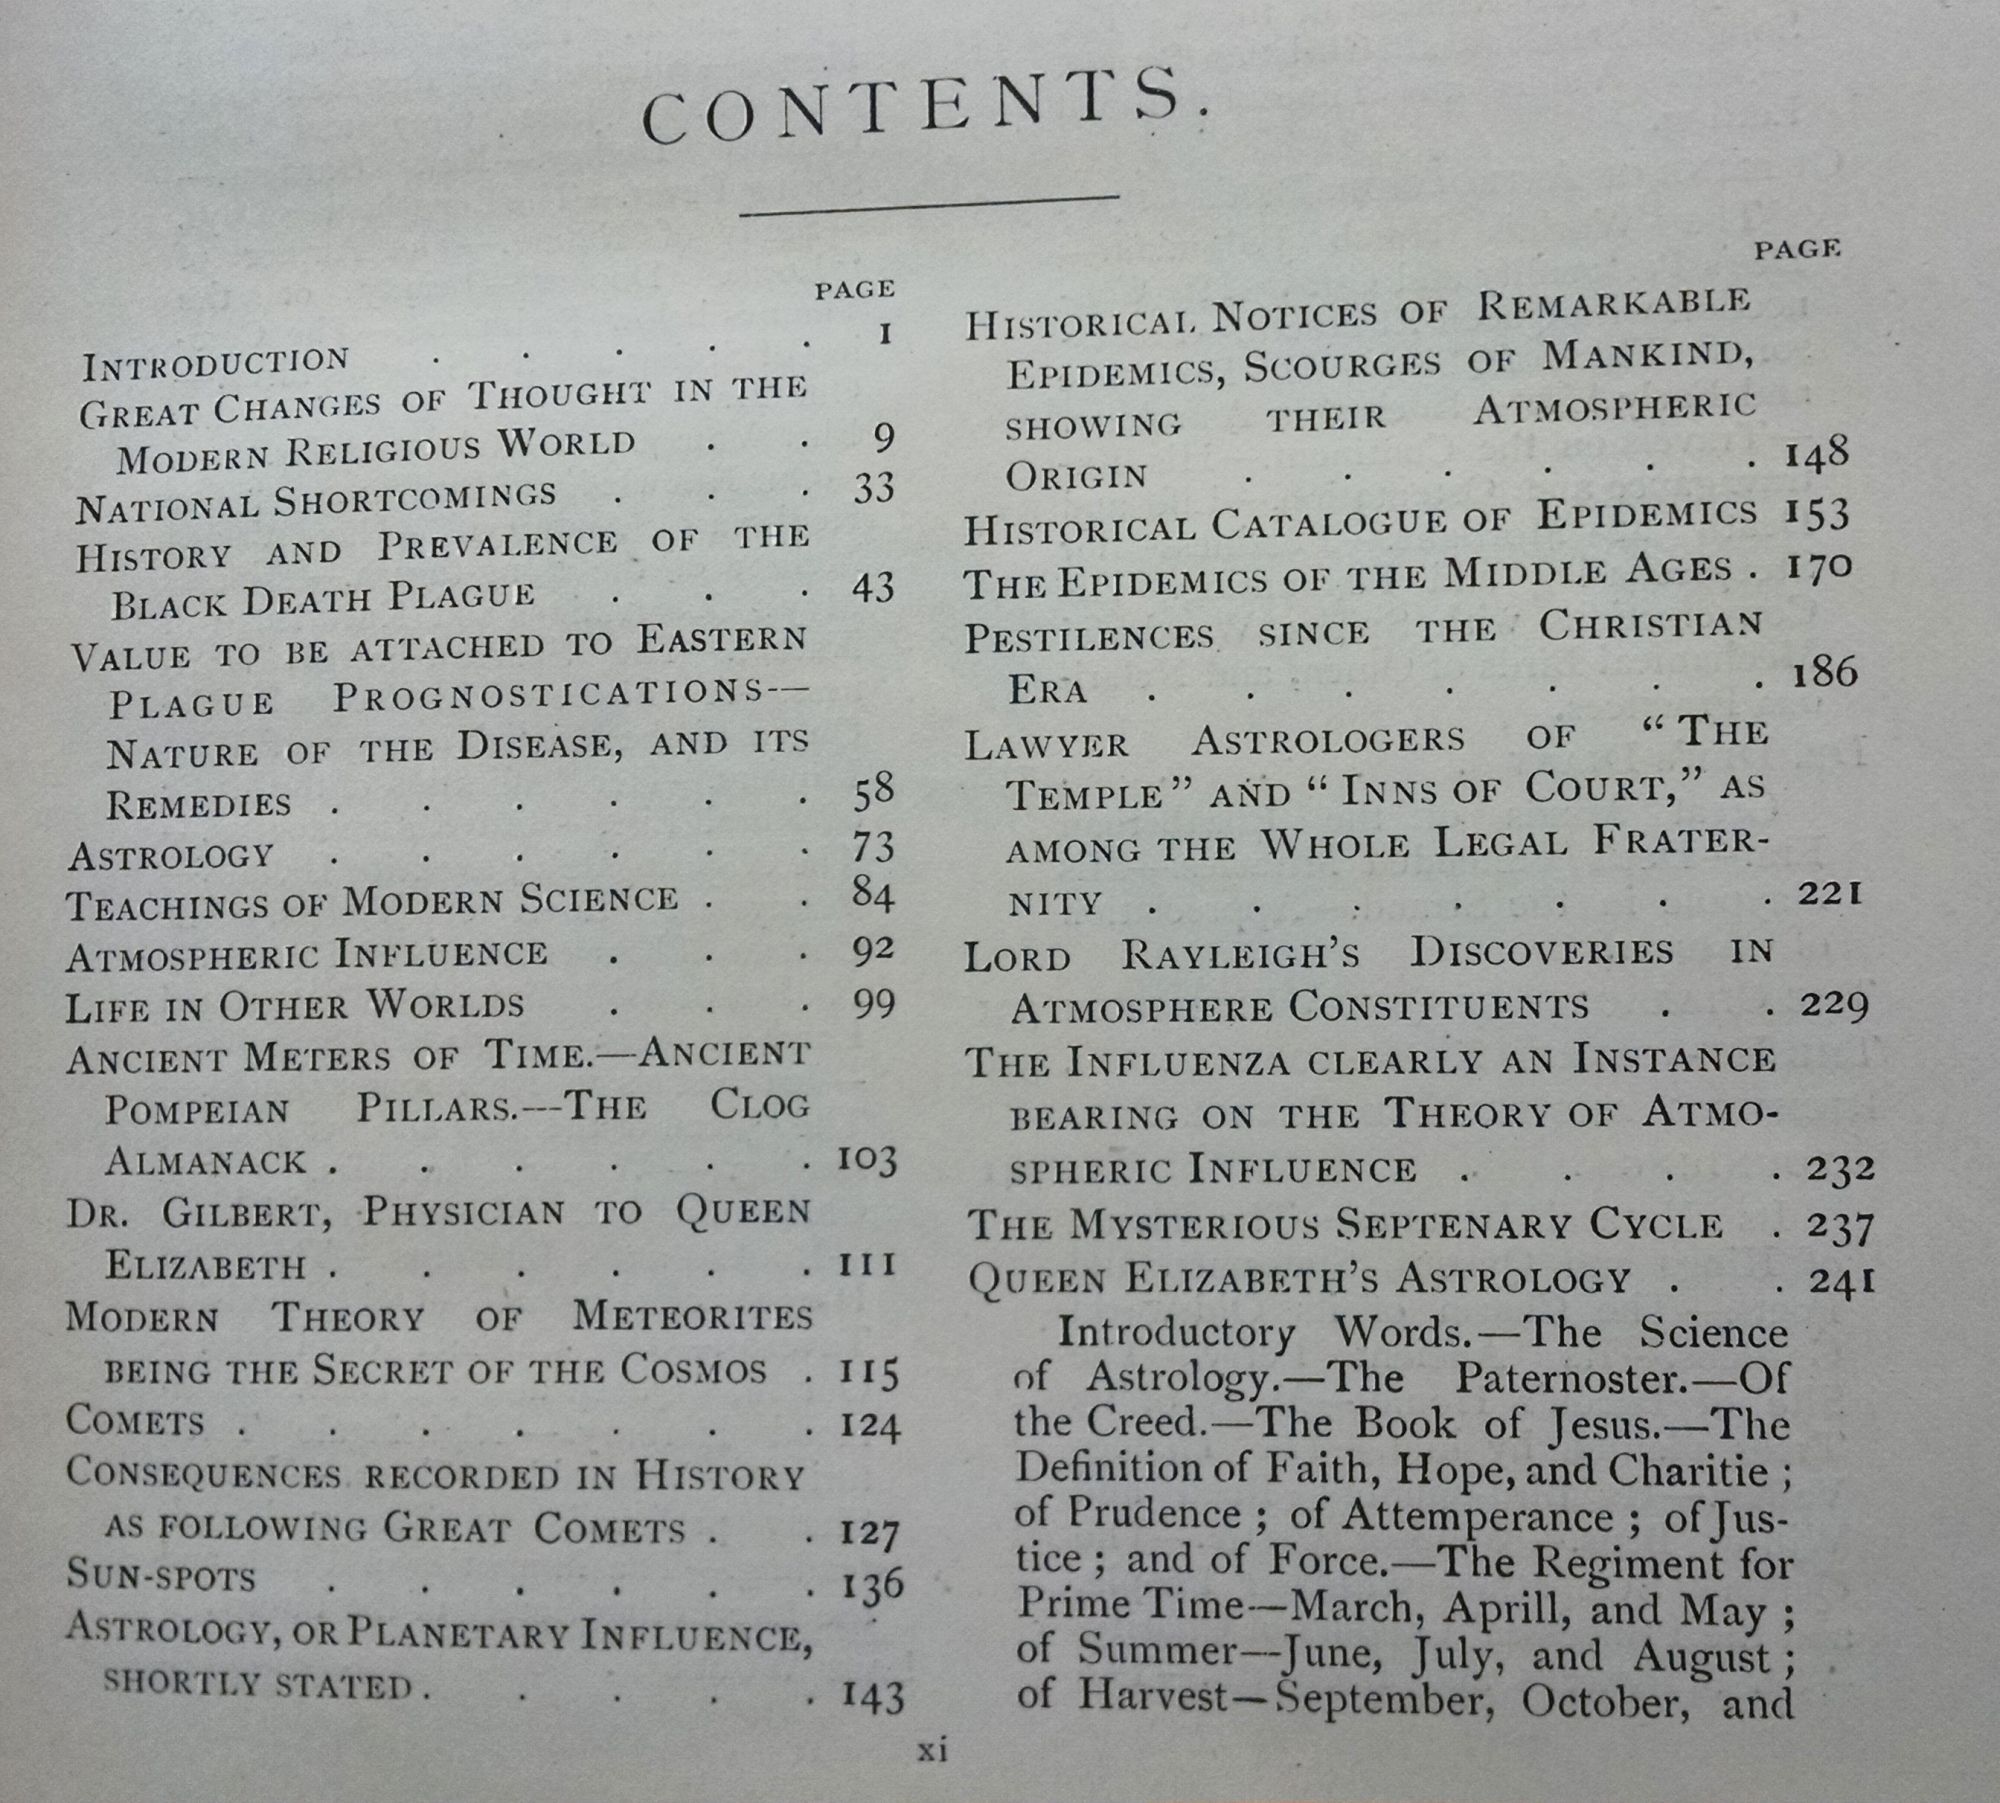 CONTENTS.
PAGE
INTRODUCTION . . . . . 1
GREAT CHANGES OF THOUGHT IN THE
MODERN RELIGIOUS WORLD . . 9
NATIONAL SHORTCOMINGS . . . 33
HISTORY AND PREVALENCE OF THE
BLACK DEATH PLAGUE . . . 43
VALUE TO BE ATTACHED TO EASTERN
PLAGUE PROGNOSTICATIONS—
NATURE OF THE DISEASE, AND ITS
REMEDIES . . . . . . 58
ASTROLOGY . . . . . . 73
TEACHINGS OF MODERN SCIENCE . . 84
ATMOSPHERIC INFLUENCE . . . 92
LIFE IN OTHER WORLDS . . . 99
ANCIENT METERS OF TIME.—ANCIENT
POMPEIAN PILLARS.—THE CLOG
ALMANACK . . . . . . 103
DR. GILBERT, PHYSICIAN TO QUEEN
ELIZABETH . . . . . . 111
MODERN THEORY OF METEORITES
BEING THE SECRET OF THE COSMOS . 115
COMETS . . . . . . . 124
CONSEQUENCES RECORDED IN HISTORY
AS FOLLOWING GREAT COMETS . . 127
SUN-SPOTS . . . . . . 136
ASTROLOGY, OR PLANETARY INFLUENCE,
SHORTLY STATED . . . . . 143
PAGE
HISTORICAL NOTICES OF REMARKABLE
EPIDEMICS, SCOURGES OF MANKIND,
SHOWING THEIR ATMOSPHERIC
ORIGIN . . . . . . 148
HISTORICAL CATALOGUE OF EPIDEMICS 153
THE EPIDEMICS OF THE MIDDLE AGES . 170
PESTILENCES SINCE THE CHRISTIAN
ERA . . . . . . . 186
LAWYER ASTROLOGERS OF "THE
TEMPLE" AND "INNS OF COURT," AS
AMONG THE WHOLE LEGAL FRATER-
NITY . . . . . . . 221
LORD RAYLEIGH'S DISCOVERIES IN
ATMOSPHERE CONSTITUENTS . . 229
THE INFLUENZA CLEARLY AN INSTANCE
BEARING ON THE THEORY OF ATMO-
SPHERIC INFLUENCE . . . . 232
THE MYSTERIOUS SEPTENARY CYCLE . 237
QUEEN ELIZABETH'S ASTROLOGY . . 241
Introductory Words.—The Science
of Astrology.—The Paternoster.—Of
the Creed.—The Book of Jesus.—The
Definition of Faith, Hope, and Charitie ;
of Prudence ; of Attemperance ; of Jus-
tice ; and of Force.—The Regiment for
Prime Time—March, Aprill, and May ;
of Summer—June, July, and August ;
of Harvest—September, October, and
xi